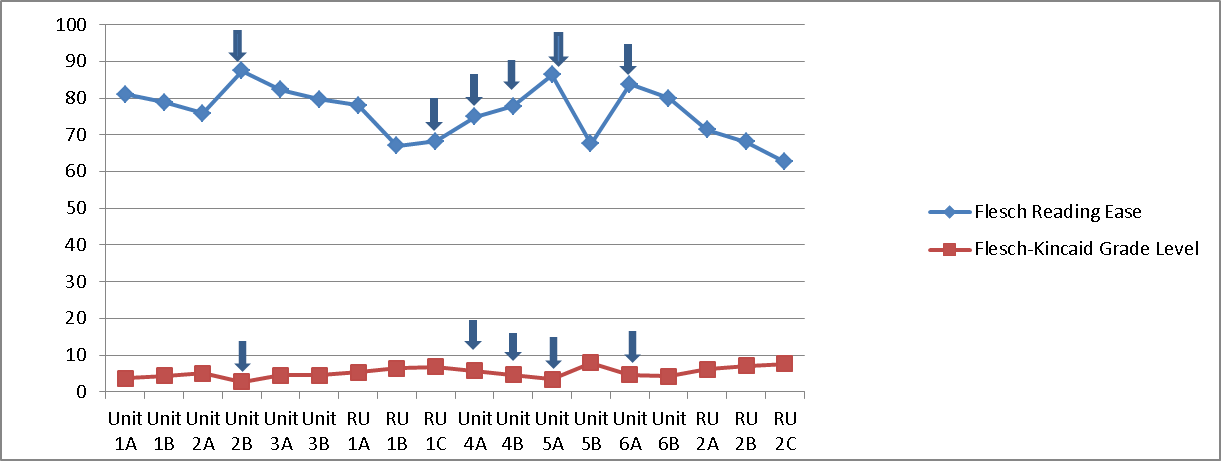 100
90
80
70
60
50
40
30
20
10
0
Unit Unit Unit Unit Unit Unit RU RU RU Unit Unit Unit Unit Unit Unit RU RU RU
1A 1B 2A 2B 3A 3B 1A 1B 1C 4A 4B 5A 5B 6A 6B 2A 2B 2C
Flesch Reading Ease
Flesch-Kincaid Grade Level